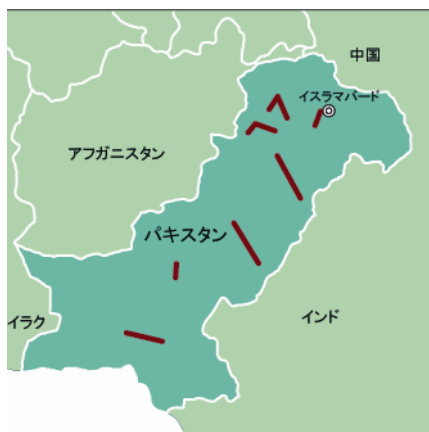 中国
イスラマバード
アフガニスタン
パキスタン
イラク
インド